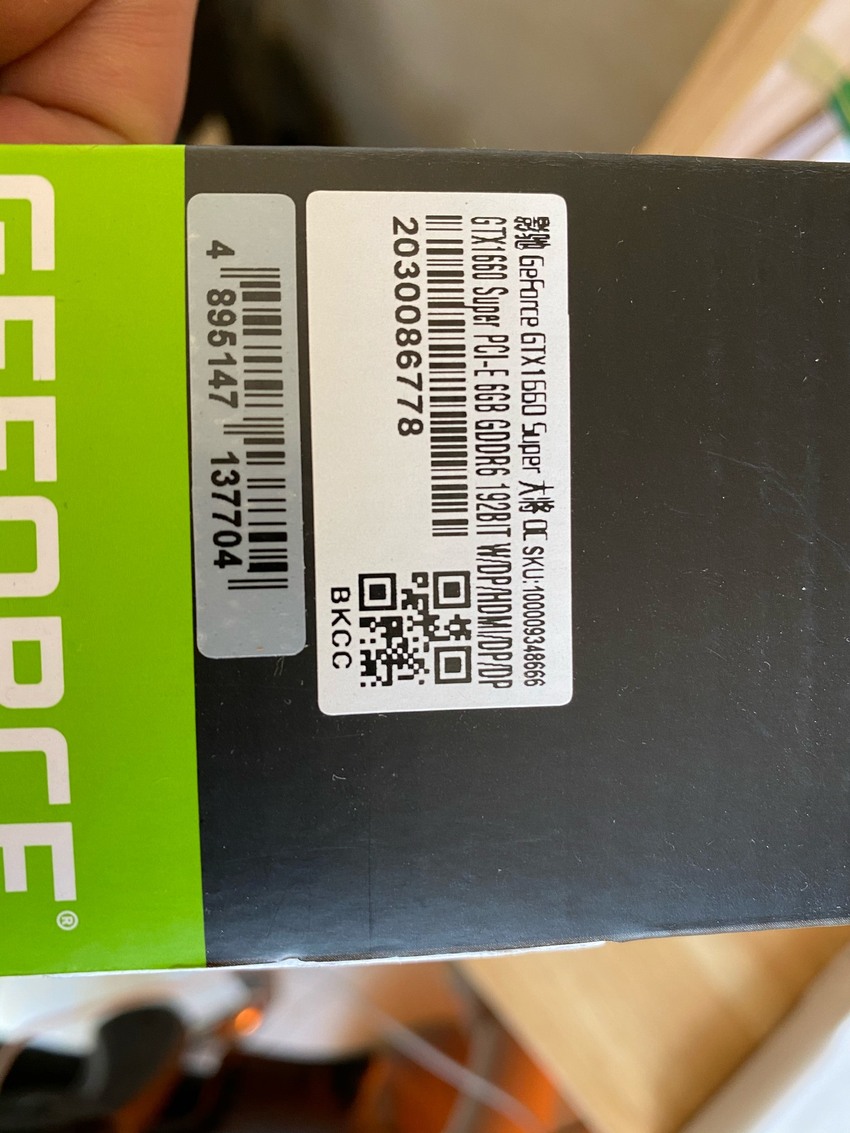 影驰 GeForce GTX1660 Super 大将 OC SKU:100009348666
GTX1660 Super PCI-E 6GB GDDR6 192BIT W/DP/HDMI/DP/DP
2030086778
BKCC
4 895147 137704
GEFORCE®